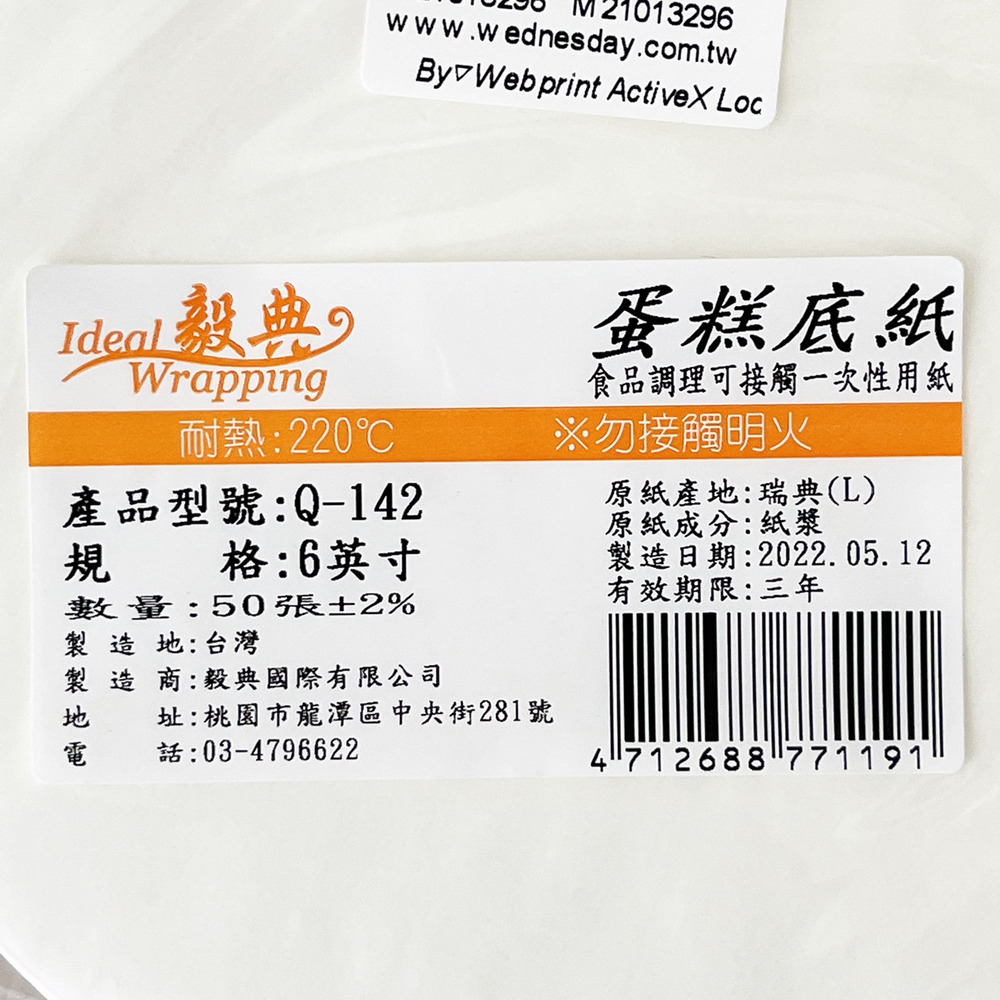 M21013296
www.wednesday.com.tw
By▽Webprint ActiveX Loc
Ideal 毅典
Wrapping
蛋糕底紙
食品調理可接觸一次性用紙
耐熱:220℃ ※勿接觸明火
產品型號:Q-142
規格:6英寸
數量:50張±2%
製造地:台灣
製造商:毅典國際有限公司
地址:桃園市龍潭區中央街281號
電話:03-4796622
原紙產地:瑞典(L)
原紙成分:紙漿
製造日期:2022.05.12
有效期限:三年
4 712688 771191